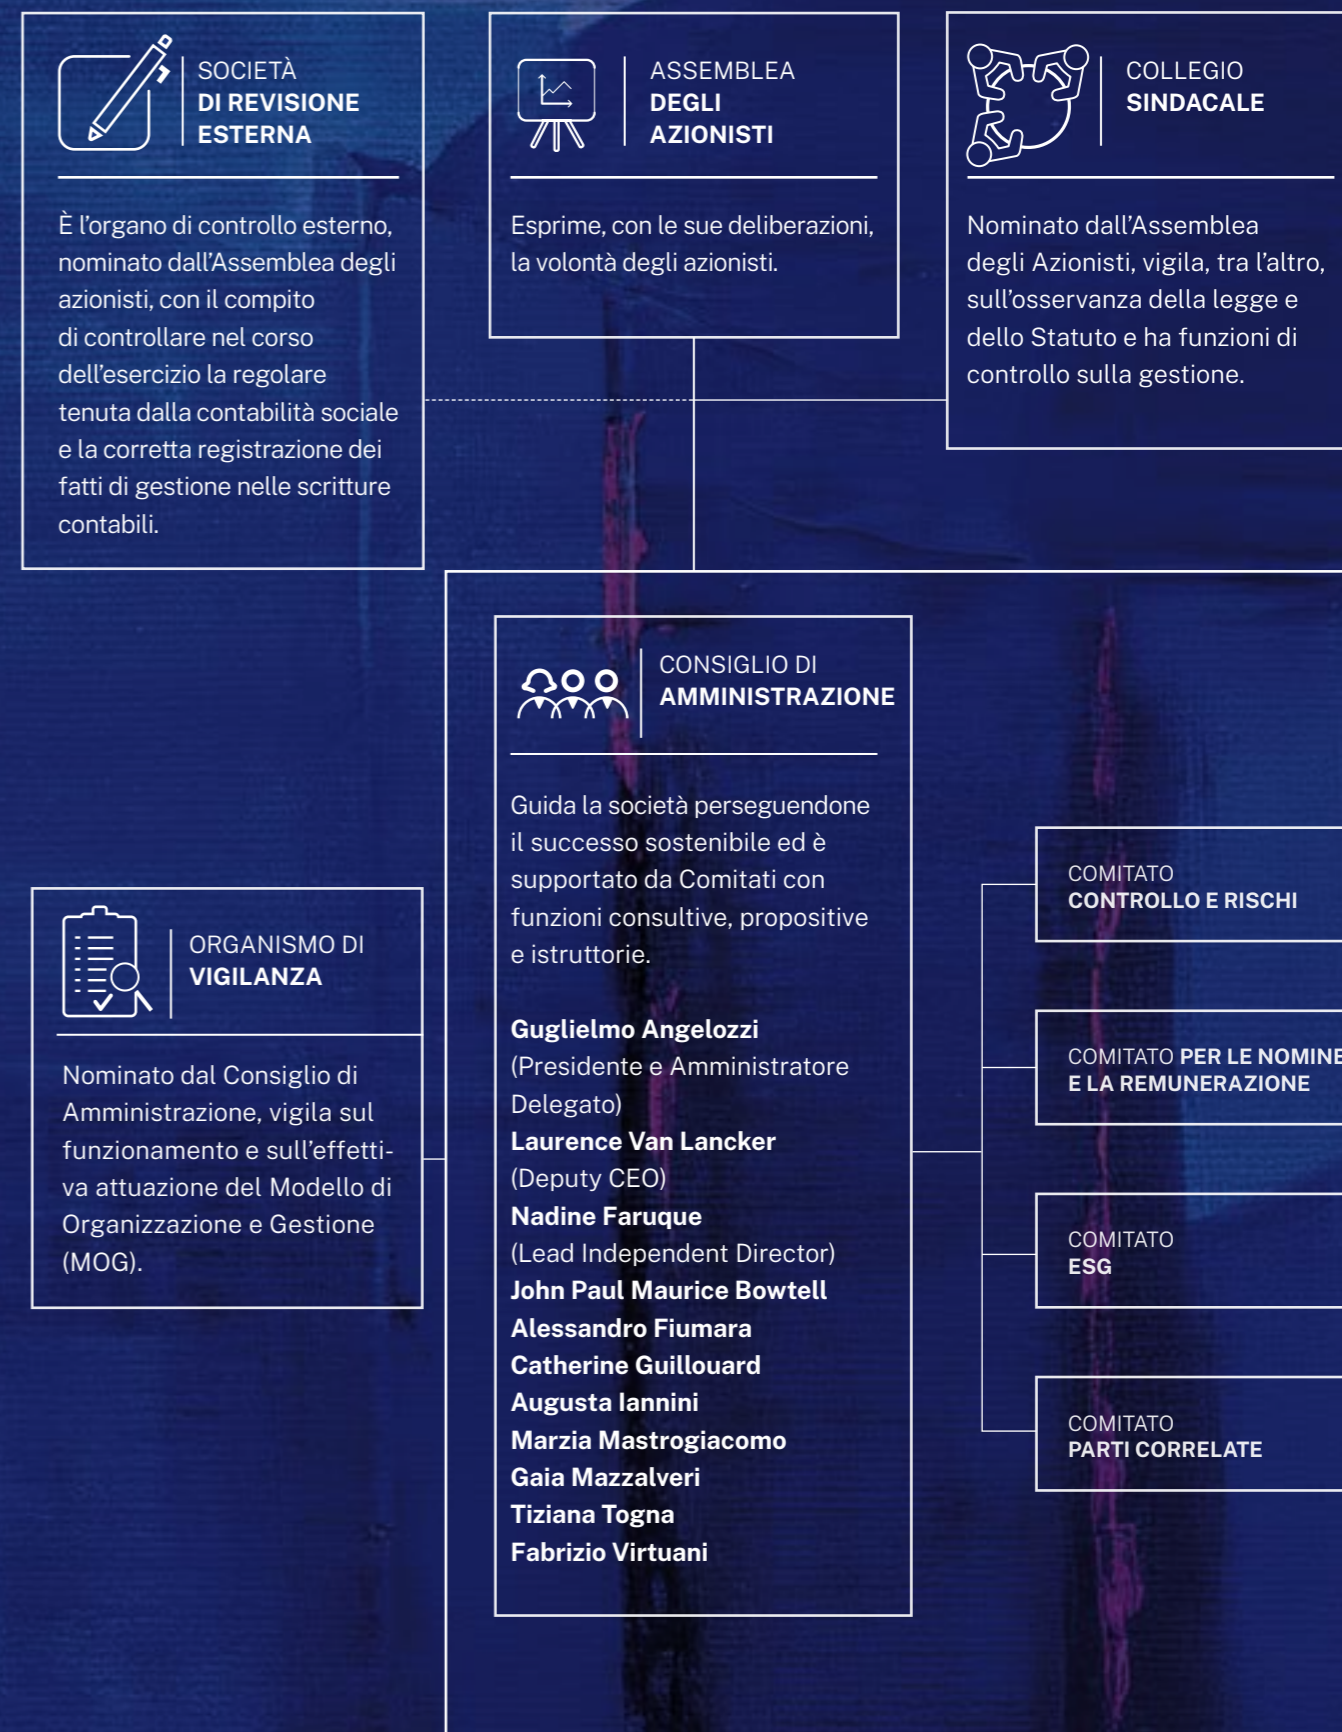 SOCIETÀ
DI REVISIONE
ESTERNA
È l’organo di controllo esterno,
nominato dall’Assemblea degli
azionisti, con il compito
di controllare nel corso
dell’esercizio la regolare
tenuta dalla contabilità sociale
e la corretta registrazione dei
fatti di gestione nelle scritture
contabili.
ASSEMBLEA
DEGLI
AZIONISTI
Esprime, con le sue deliberazioni,
la volontà degli azionisti.
COLLEGIO
SINDACALE
Nominato dall’Assemblea
degli Azionisti, vigila, tra l’altro,
sull’osservanza della legge e
dello Statuto e ha funzioni di
controllo sulla gestione.
ORGANISMO DI
VIGILANZA
Nominato dal Consiglio di
Amministrazione, vigila sul
funzionamento e sull’effetti-
va attuazione del Modello di
Organizzazione e Gestione
(MOG).
CONSIGLIO DI
AMMINISTRAZIONE
Guida la società perseguendone
il successo sostenibile ed è
supportato da Comitati con
funzioni consultive, propositive
e istruttorie.
Guglielmo Angelozzi
(Presidente e Amministratore
Delegato)
Laurence Van Lancker
(Deputy CEO)
Nadine Faruque
(Lead Independent Director)
John Paul Maurice Bowtell
Alessandro Fiumara
Catherine Guillouard
Augusta Iannini
Marzia Mastrogiacomo
Gaia Mazzalveri
Tiziana Togna
Fabrizio Virtuani
COMITATO
CONTROLLO E RISCHI
COMITATO PER LE NOMINE
E LA REMUNERAZIONE
COMITATO
ESG
COMITATO
PARTI CORRELATE